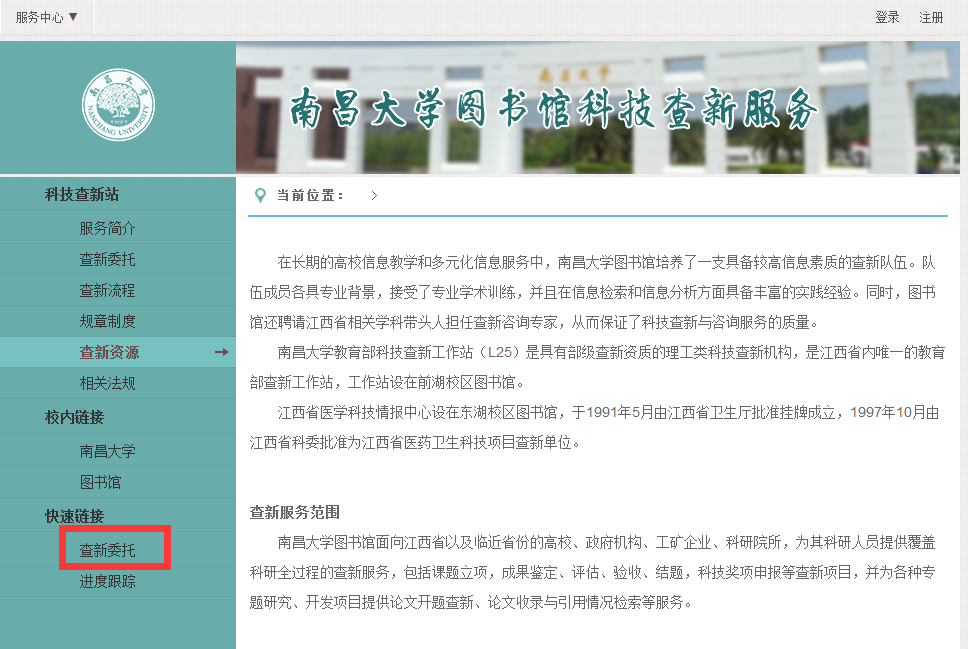 服务中心 ▼
登录 注册
南昌大学
NANCHANG UNIVERSITY
1921
南昌大学
南昌大学图书馆科技查新服务
科技查新站
服务简介
查新委托
查新流程
规章制度
查新资源 →
相关法规
校内链接
南昌大学
图书馆
快速链接
查新委托
进度跟踪
当前位置： >
在长期的高校信息教学和多元化信息服务中，南昌大学图书馆培养了一支具备较高信息素质的查新队伍。队
伍成员各具专业背景，接受了专业学术训练，并且在信息检索和信息分析方面具备丰富的实践经验。同时，图书
馆还聘请江西省相关学科带头人担任查新咨询专家，从而保证了科技查新与咨询服务的质量。
南昌大学教育部科技查新工作站（L25）是具有部级查新资质的理工类科技查新机构，是江西省内唯一的教育
部查新工作站，工作站设在前湖校区图书馆。
江西省医学科技情报中心设在东湖校区图书馆，于1991年5月由江西省卫生厅批准挂牌成立，1997年10月由
江西省科委批准为江西省医药卫生科技项目查新单位。
查新服务范围
南昌大学图书馆面向江西省以及临近省份的高校、政府机构、工矿企业、科研院所，为其科研人员提供覆盖
科研全过程的查新服务，包括课题立项，成果鉴定、评估、验收、结题，科技奖项申报等查新项目，并为各种专
题研究、开发项目提供论文开题查新、论文收录与引用情况检索等服务。